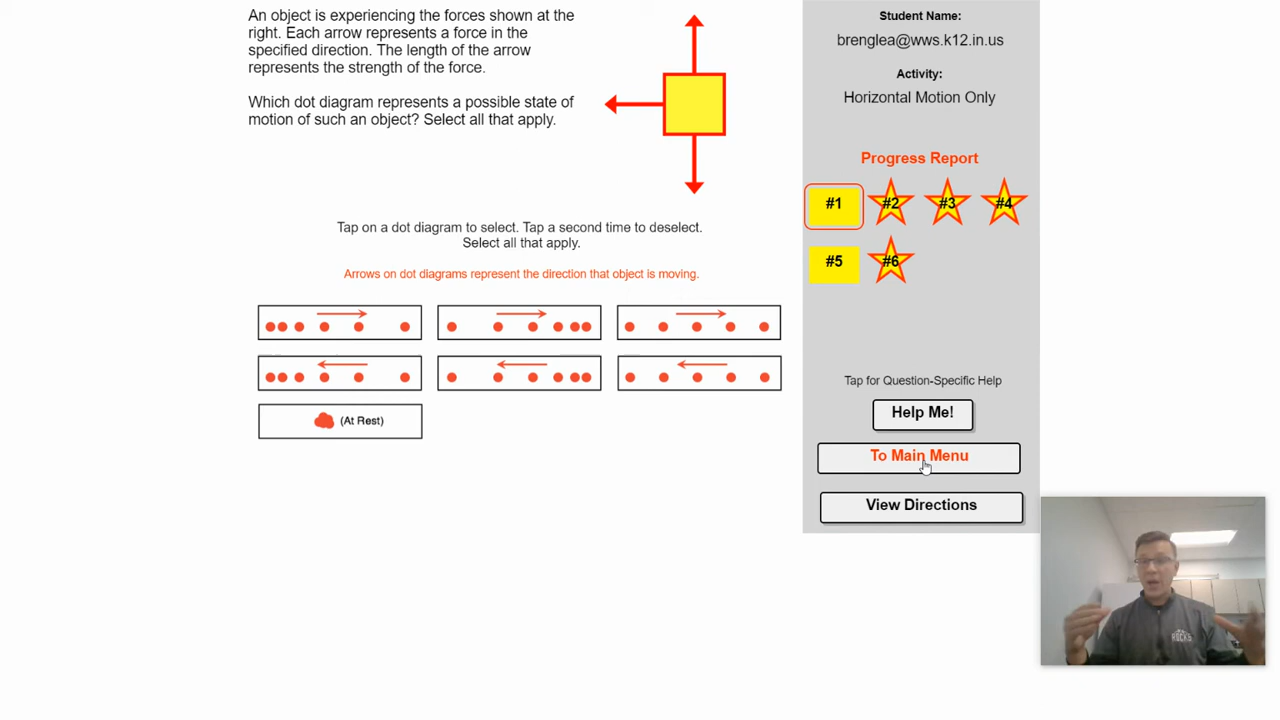 An object is experiencing the forces shown at the
right. Each arrow represents a force in the
specified direction. The length of the arrow
represents the strength of the force.
Which dot diagram represents a possible state of
motion of such an object? Select all that apply.
Tap on a dot diagram to select. Tap a second time to deselect.
Select all that apply.
Arrows on dot diagrams represent the direction that object is moving.
(At Rest)
Student Name:
brenglea@wws.k12.in.us
Activity:
Horizontal Motion Only
Progress Report
#1 #2 #3 #4
#5 #6
Tap for Question-Specific Help
Help Me!
To Main Menu
View Directions
ROCKS